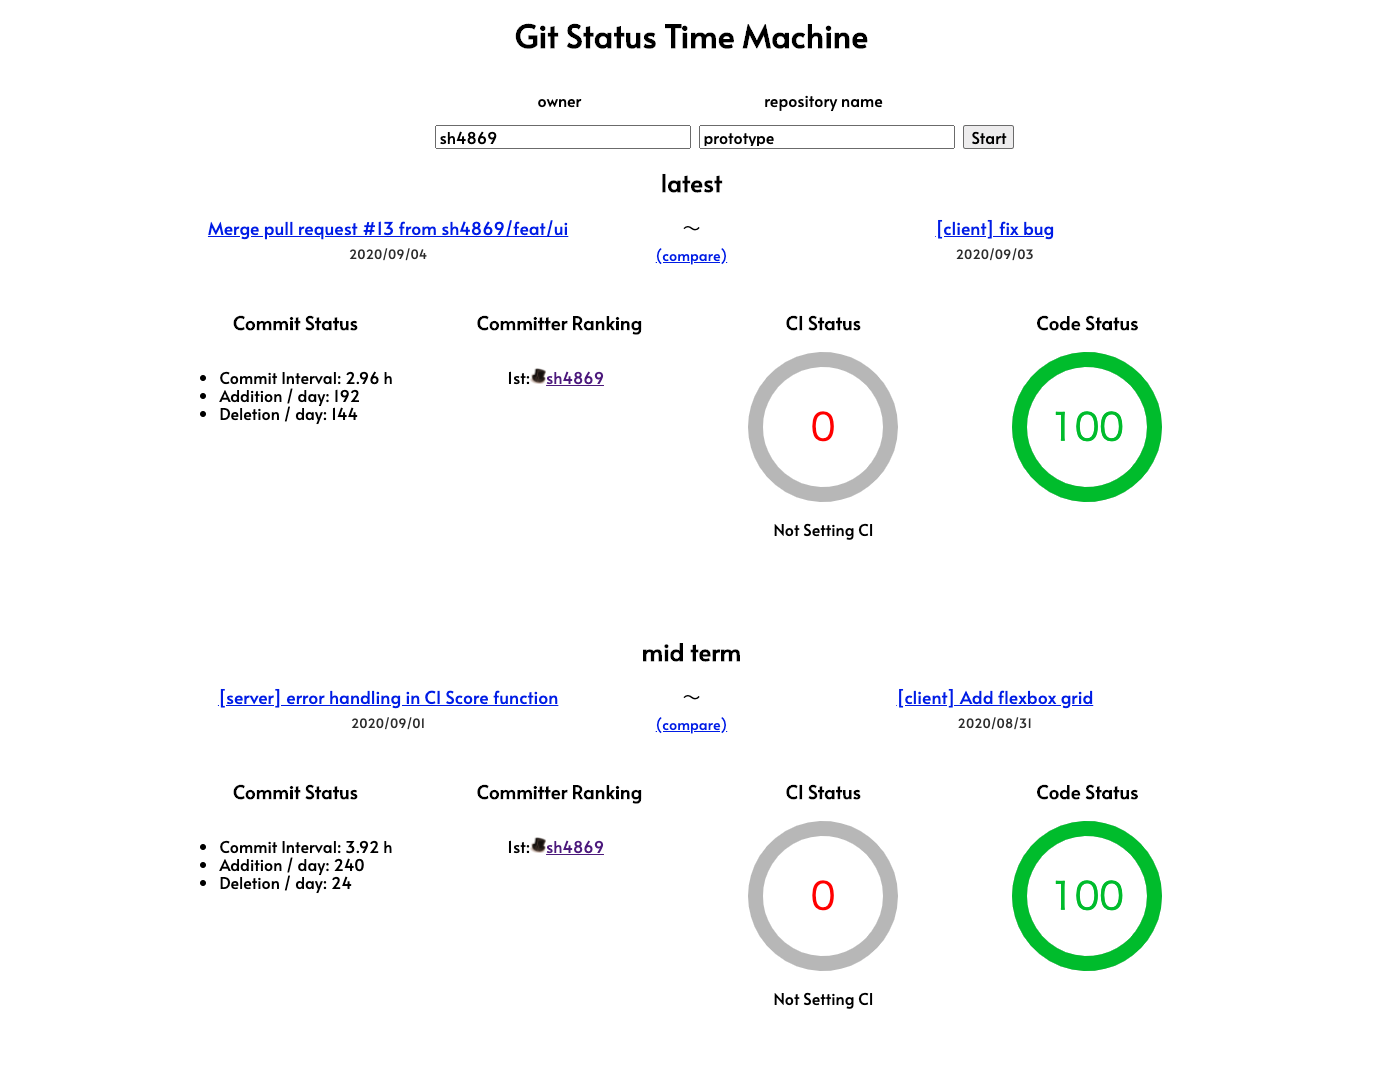 Git Status Time Machine
owner repository name
sh4869 prototype Start
latest
Merge pull request #13 from sh4869/feat/ui ～ [client] fix bug
2020/09/04 (compare) 2020/09/03
Commit Status Committer Ranking CI Status Code Status
Commit Interval: 2.96 h 1st: sh4869
Addition / day: 192
Deletion / day: 144
0 100
Not Setting CI
mid term
[server] error handling in CI Score function ～ [client] Add flexbox grid
2020/09/01 (compare) 2020/08/31
Commit Status Committer Ranking CI Status Code Status
Commit Interval: 3.92 h 1st: sh4869
Addition / day: 240
Deletion / day: 24
0 100
Not Setting CI